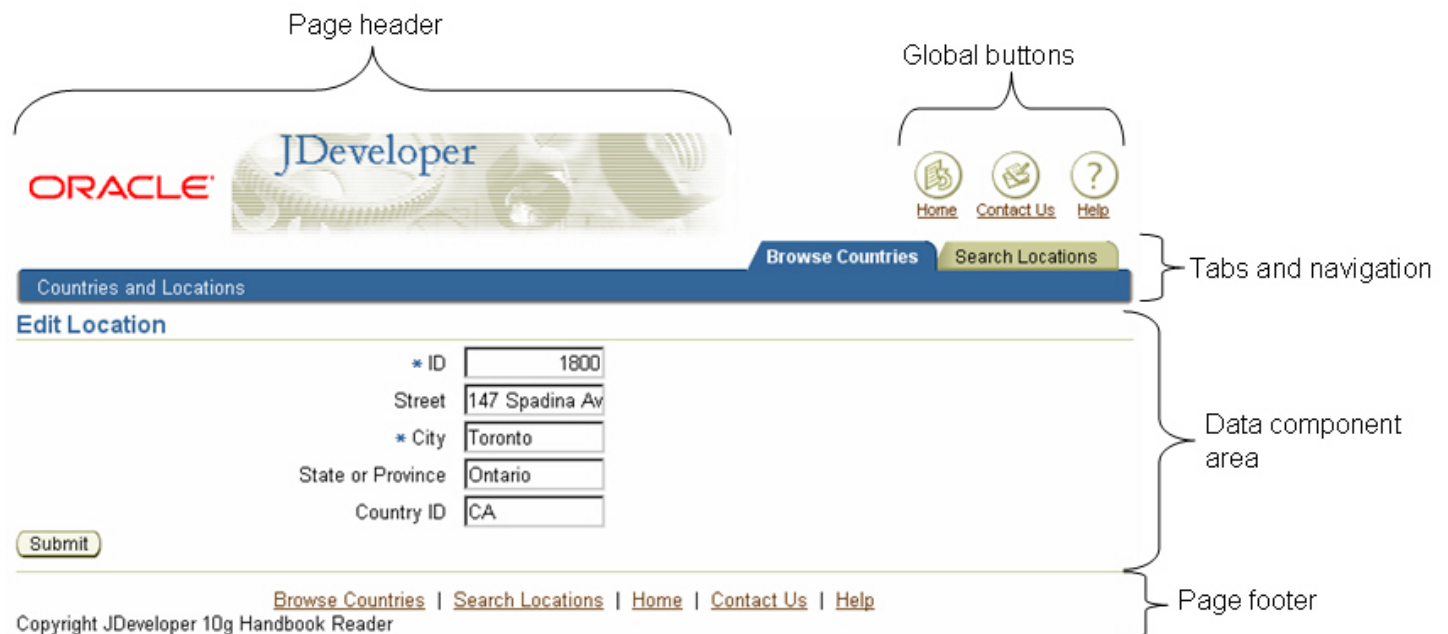 Page header
Global buttons
JDeveloper
ORACLE
Home Contact Us Help
Browse Countries Search Locations
Tabs and navigation
Countries and Locations
Edit Location
* ID 1800
Street 147 Spadina Av
* City Toronto
State or Province Ontario
Country ID CA
Data component
area
Submit
Browse Countries | Search Locations | Home | Contact Us | Help
Page footer
Copyright JDeveloper 10g Handbook Reader